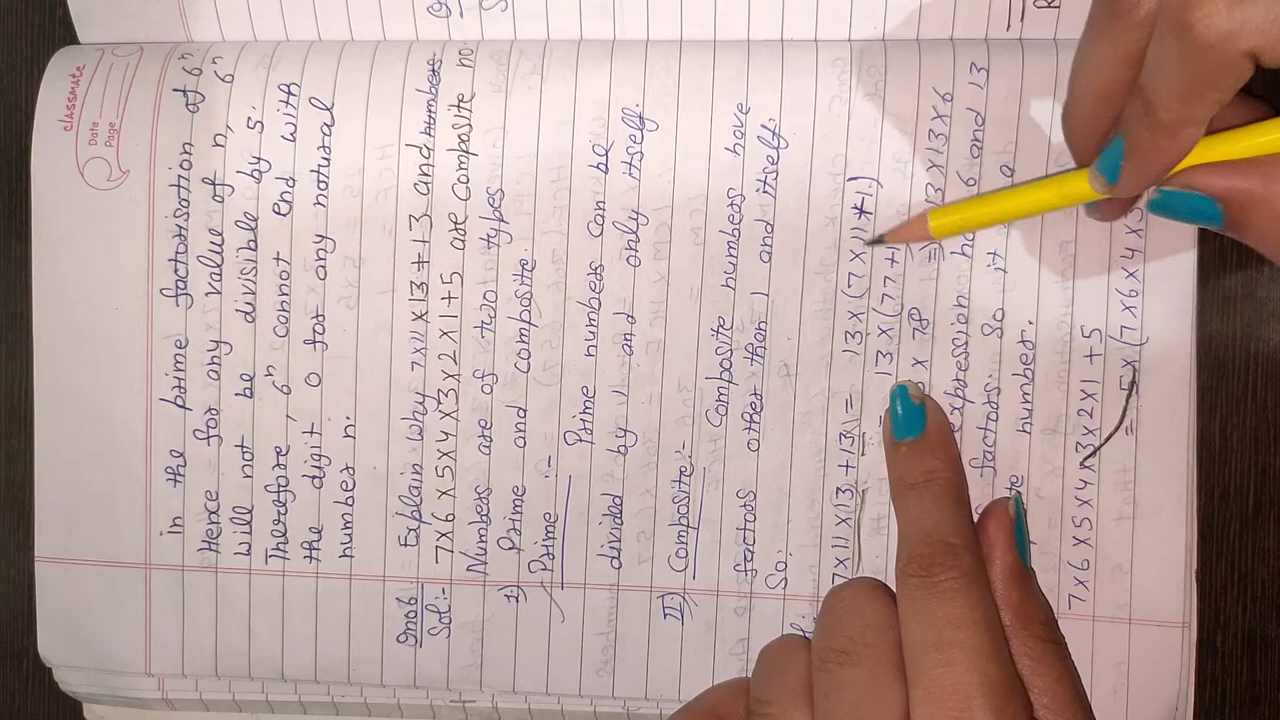 classmate
Date
Page
in the prime factorisation of 6ⁿ.
Hence for any value of n, 6ⁿ
will not be divisible by 5.
Therefore, 6ⁿ cannot end with
the digit 0 for any natural
number n.
Qno6. Explain why 7×11×13+13 and numbers
Sol:- 7×6×5×4×3×2×1+5 are composite no.
Numbers are of two types
I) Prime and composite.
Prime :-
Prime numbers can be
divided by 1 and only itself.
II) Composite:-
Composite numbers have
factors other than 1 and itself.
So:
7×11×13+13 = 13×(7×11+1)
= 13×(77+1
× 78 => 13×13×6
expression ha 6 and 13
factors. So it a
number.
7×6×5×4×3×2×1+5
= 5×(7×6×4×3